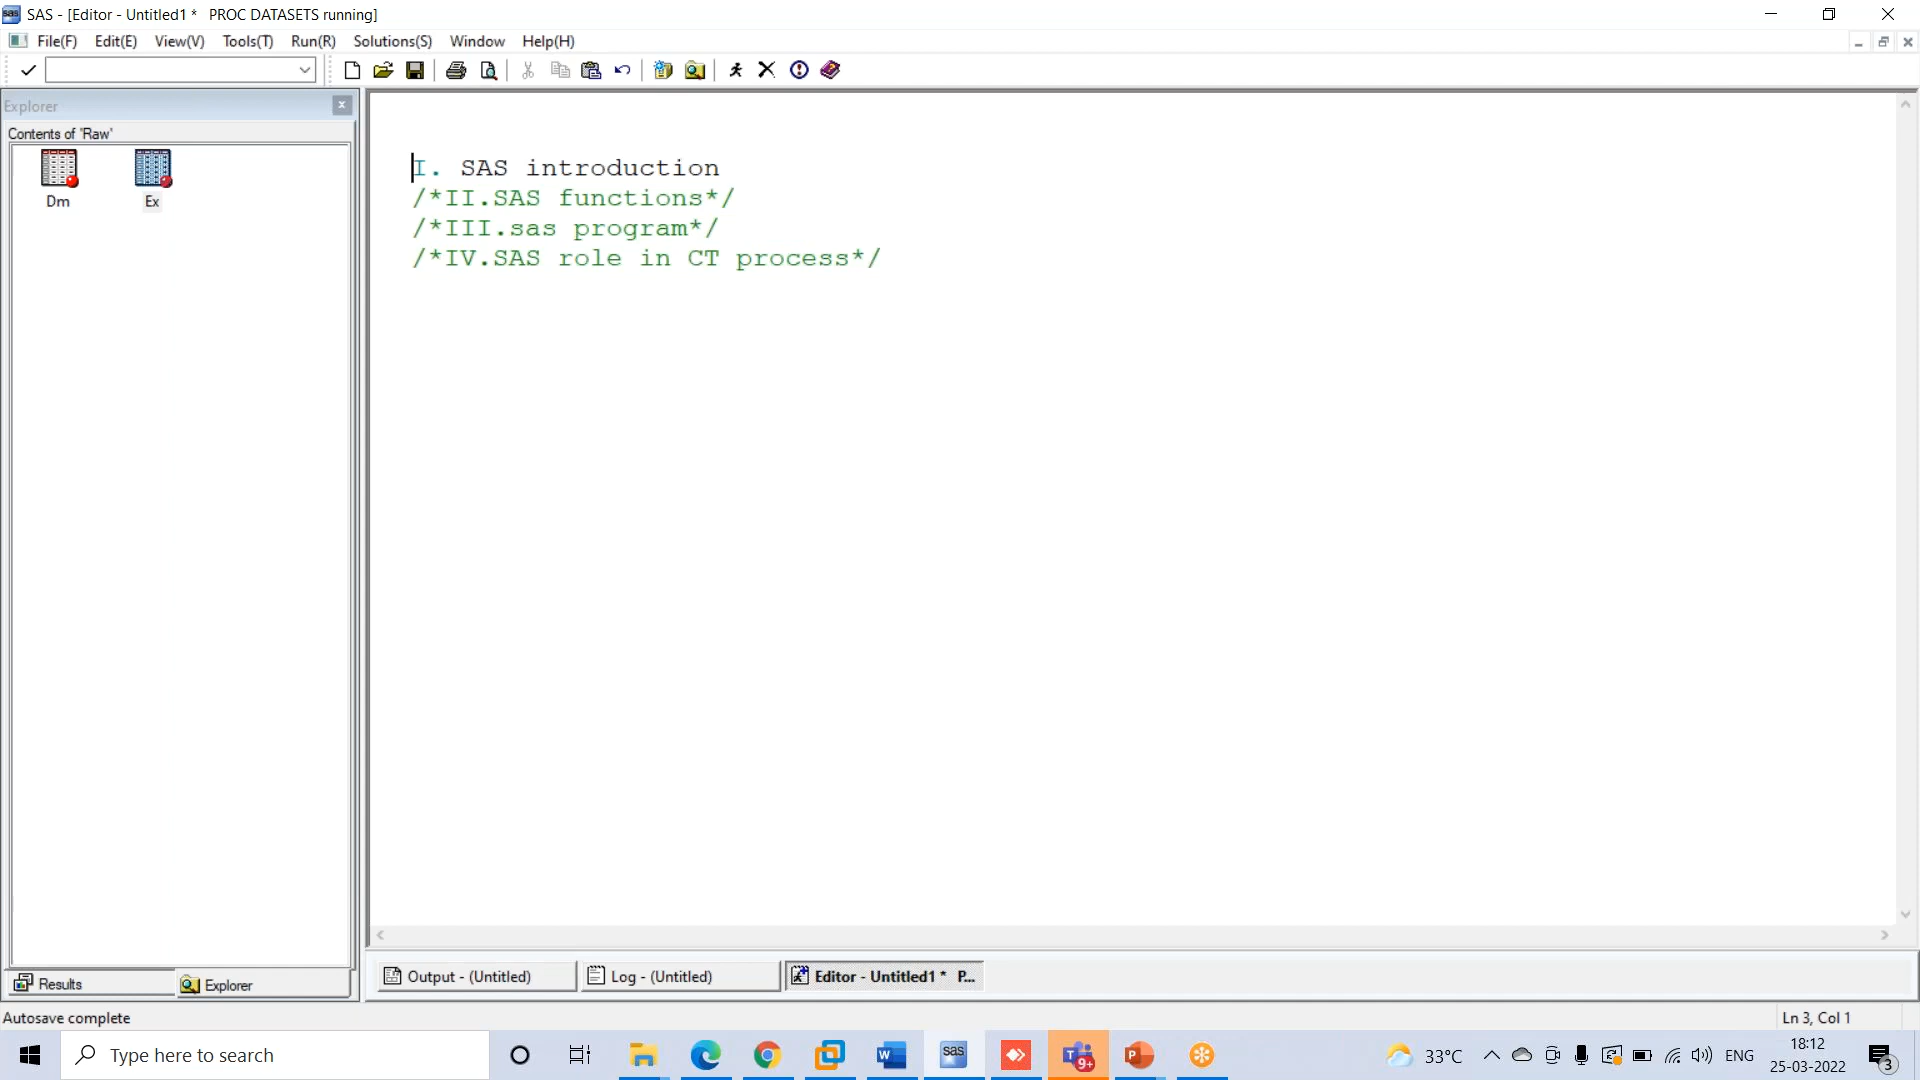 SAS - [Editor - Untitled1 * PROC DATASETS running]
File(F) Edit(E) View(V) Tools(T) Run(R) Solutions(S) Window Help(H)
Explorer
Contents of 'Raw'
Dm Ex
I. SAS introduction
/*II.SAS functions*/
/*III.sas program*/
/*IV.SAS role in CT process*/
Results Explorer
Output - (Untitled) Log - (Untitled) Editor - Untitled1 * P...
Autosave complete Ln 3, Col 1
Type here to search
sas
9+
33°C
ENG
18:12
25-03-2022
3